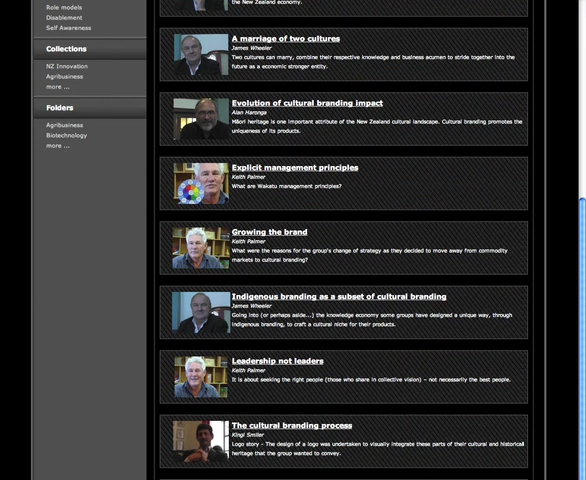 Role models
Disablement
Self Awareness
Collections
NZ Innovation
Agribusiness
more ...
Folders
Agribusiness
Biotechnology
more ...
the New Zealand economy.
A marriage of two cultures
James Wheeler
Two cultures can marry, combine their respective knowledge and business acumen to stride together into the
future as a economic stronger entity.
Evolution of cultural branding impact
Alan Haronga
Māori heritage is one important attribute of the New Zealand cultural landscape. Cultural branding promotes the
uniqueness of its products.
Explicit management principles
Keith Palmer
What are Wakatu management principles?
Growing the brand
Keith Palmer
What were the reasons for the group's change of strategy as they decided to move away from commodity
markets to cultural branding?
Indigenous branding as a subset of cultural branding
James Wheeler
Going into (or perhaps aside...) the knowledge economy some groups have designed a unique way, through
indigenous branding, to craft a cultural niche for their products.
Leadership not leaders
Keith Palmer
It is about seeking the right people (those who share in collective vision) - not necessarily the best people.
The cultural branding process
Kingi Smiler
Logo story - The design of a logo was undertaken to visually integrate these parts of their cultural and historical
heritage that the group wanted to convey.